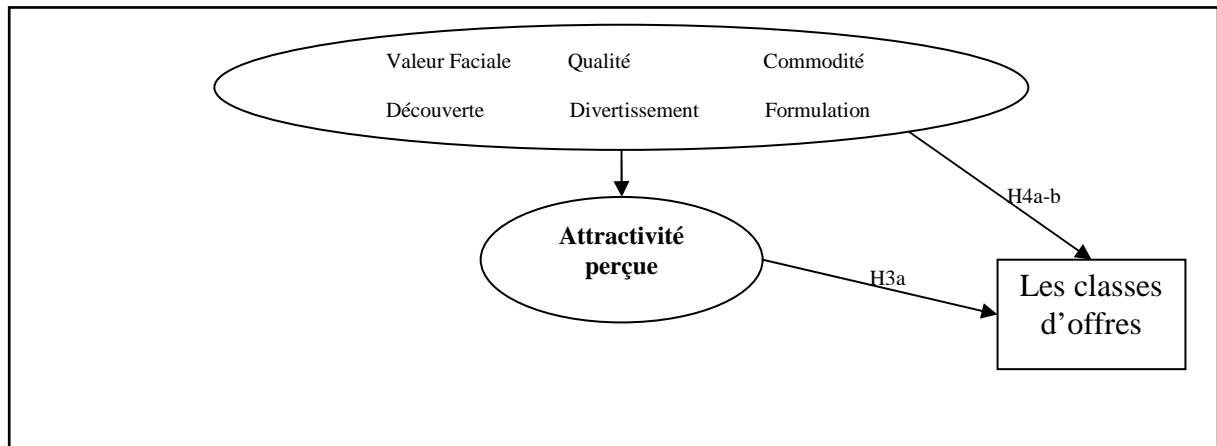 Valeur Faciale Qualité Commodité
Découverte Divertissement Formulation
H4a-b
Attractivité
perçue
H3a
Les classes
d’offres